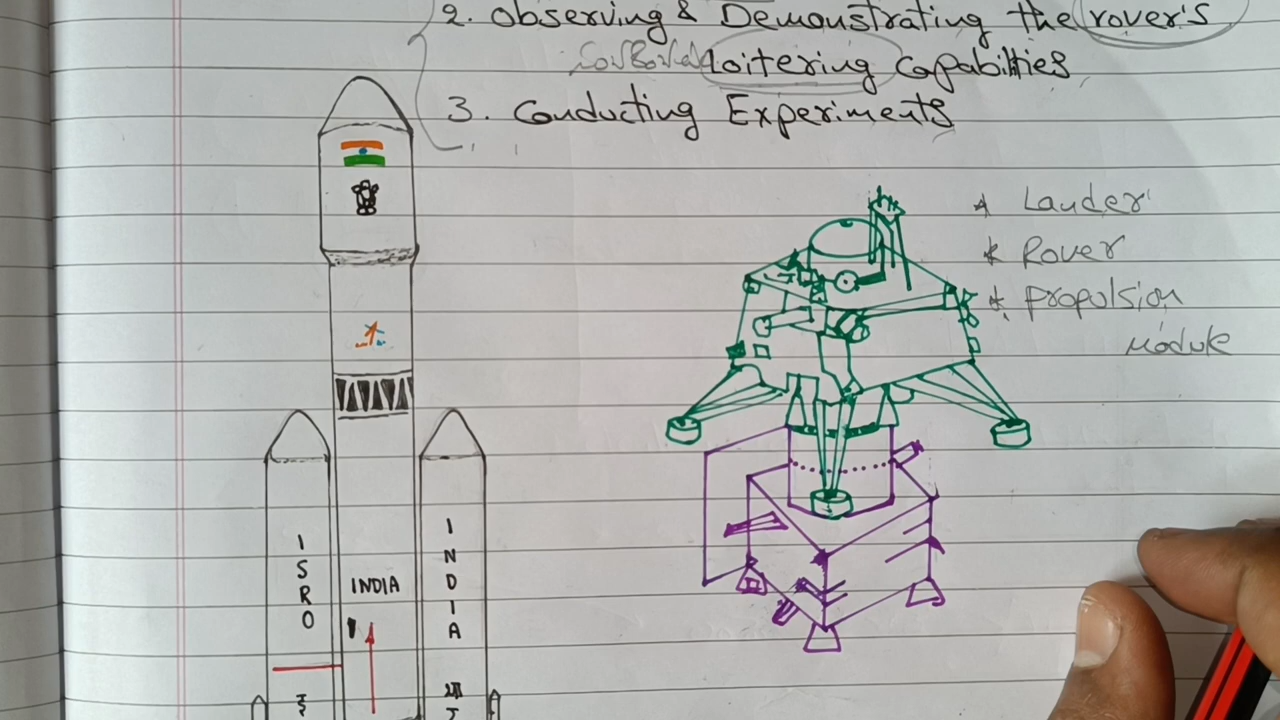 2. Observing & Demonstrating the rover's
loitering Capabilities
3. Conducting Experiments
* Lander
* Rover
* Propulsion
Module
ISRO
INDIA
INDIA